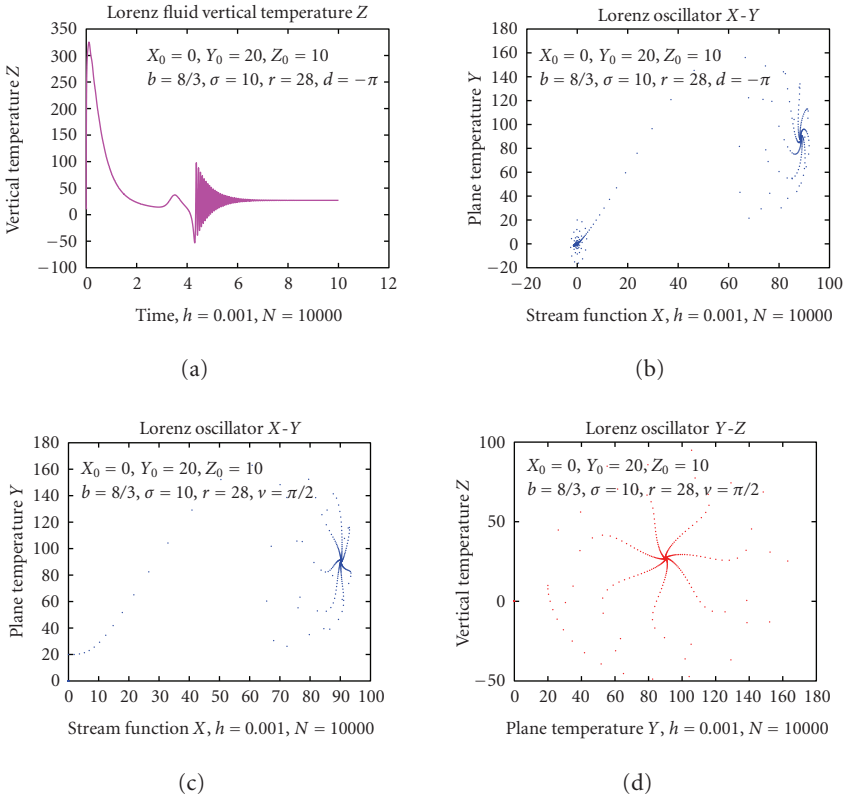 Lorenz fluid vertical temperature Z
350
300
250
200
150
100
50
0
−50
−100
Vertical temperature Z
X₀ = 0, Y₀ = 20, Z₀ = 10
b = 8/3, σ = 10, r = 28, d = −π
0 2 4 6 8 10 12
Time, h = 0.001, N = 10000
(a)
Lorenz oscillator X-Y
180
160
140
120
100
80
60
40
20
0
−20
Plane temperature Y
X₀ = 0, Y₀ = 20, Z₀ = 10
b = 8/3, σ = 10, r = 28, d = −π
−20 0 20 40 60 80 100
Stream function X, h = 0.001, N = 10000
(b)
Lorenz oscillator X-Y
180
160
140
120
100
80
60
40
20
0
Plane temperature Y
X₀ = 0, Y₀ = 20, Z₀ = 10
b = 8/3, σ = 10, r = 28, v = π/2
0 10 20 30 40 50 60 70 80 90 100
Stream function X, h = 0.001, N = 10000
(c)
Lorenz oscillator Y-Z
100
50
0
−50
Vertical temperature Z
X₀ = 0, Y₀ = 20, Z₀ = 10
b = 8/3, σ = 10, r = 28, v = π/2
0 20 40 60 80 100 120 140 160 180
Plane temperature Y, h = 0.001, N = 10000
(d)